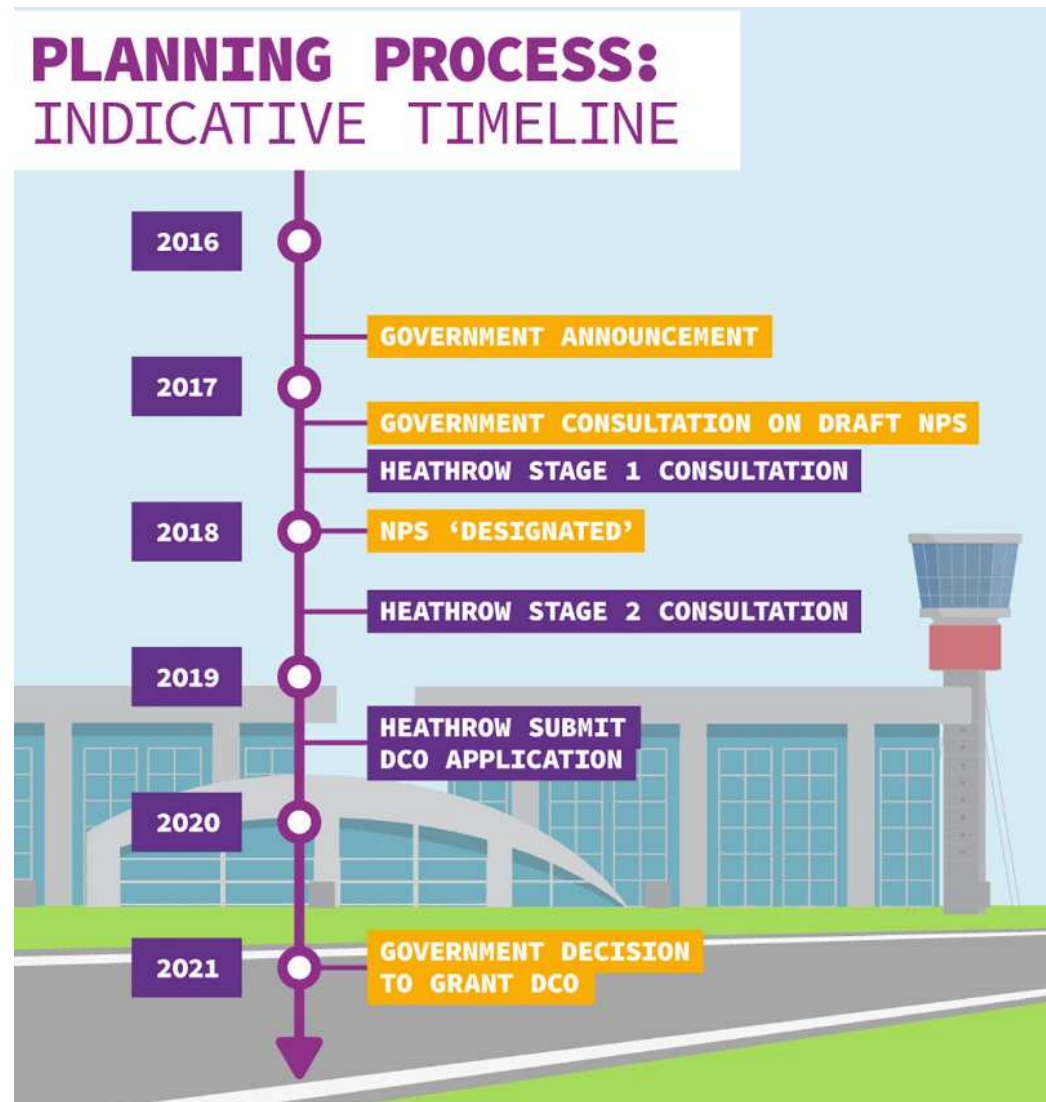 PLANNING PROCESS:
INDICATIVE TIMELINE
2016
GOVERNMENT ANNOUNCEMENT
2017
GOVERNMENT CONSULTATION ON DRAFT NPS
HEATHROW STAGE 1 CONSULTATION
2018
NPS ‘DESIGNATED’
HEATHROW STAGE 2 CONSULTATION
2019
HEATHROW SUBMIT
DCO APPLICATION
2020
2021
GOVERNMENT DECISION
TO GRANT DCO